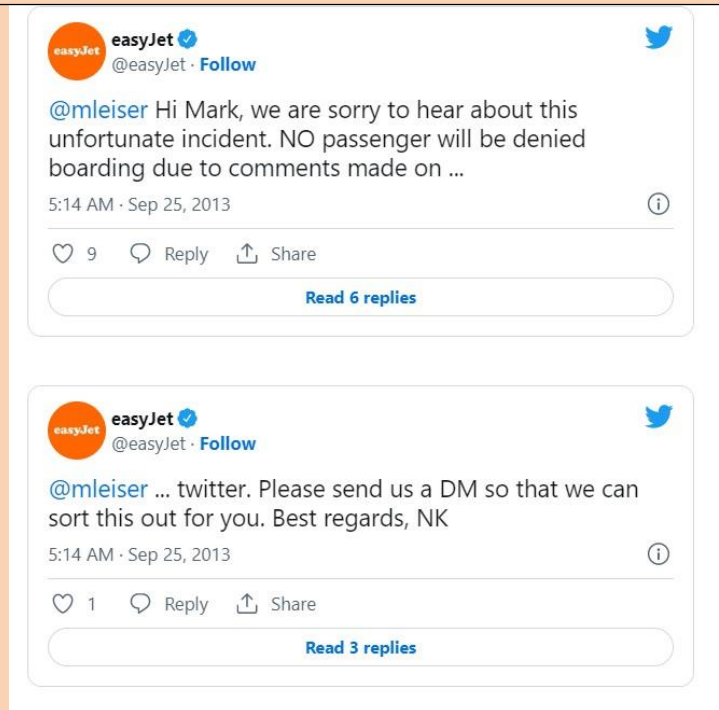 easyJet
easyJet
@easyJet · Follow
@mleiser Hi Mark, we are sorry to hear about this
unfortunate incident. NO passenger will be denied
boarding due to comments made on ...
5:14 AM · Sep 25, 2013
9 Reply Share
Read 6 replies
easyJet
easyJet
@easyJet · Follow
@mleiser ... twitter. Please send us a DM so that we can
sort this out for you. Best regards, NK
5:14 AM · Sep 25, 2013
1 Reply Share
Read 3 replies